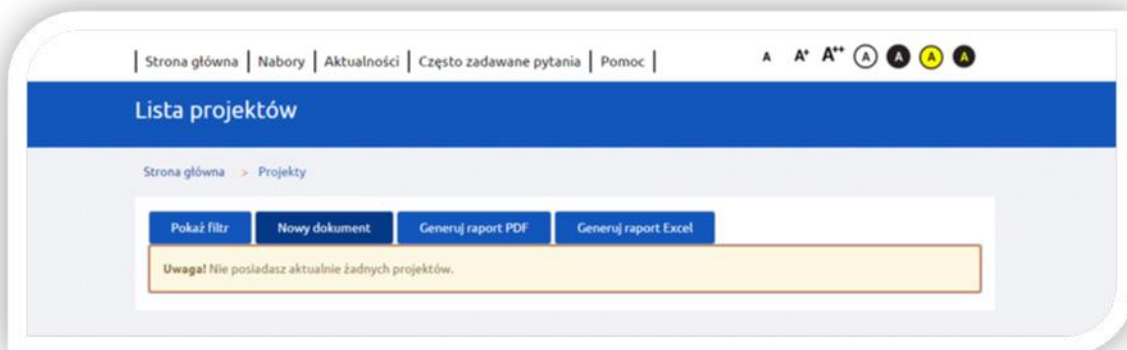 | Strona główna | Nabory | Aktualności | Często zadawane pytania | Pomoc | A A+ A++ A A A A
Lista projektów
Strona główna > Projekty
Pokaż filtr Nowy dokument Generuj raport PDF Generuj raport Excel
Uwaga! Nie posiadasz aktualnie żadnych projektów.